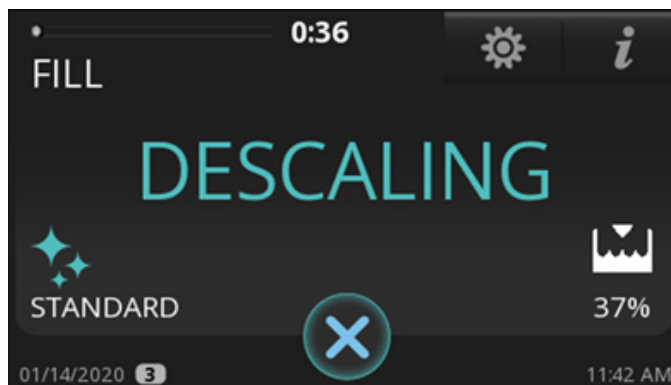 0:36
i
FILL
DESCALING
STANDARD
37%
01/14/2020 3
11:42 AM